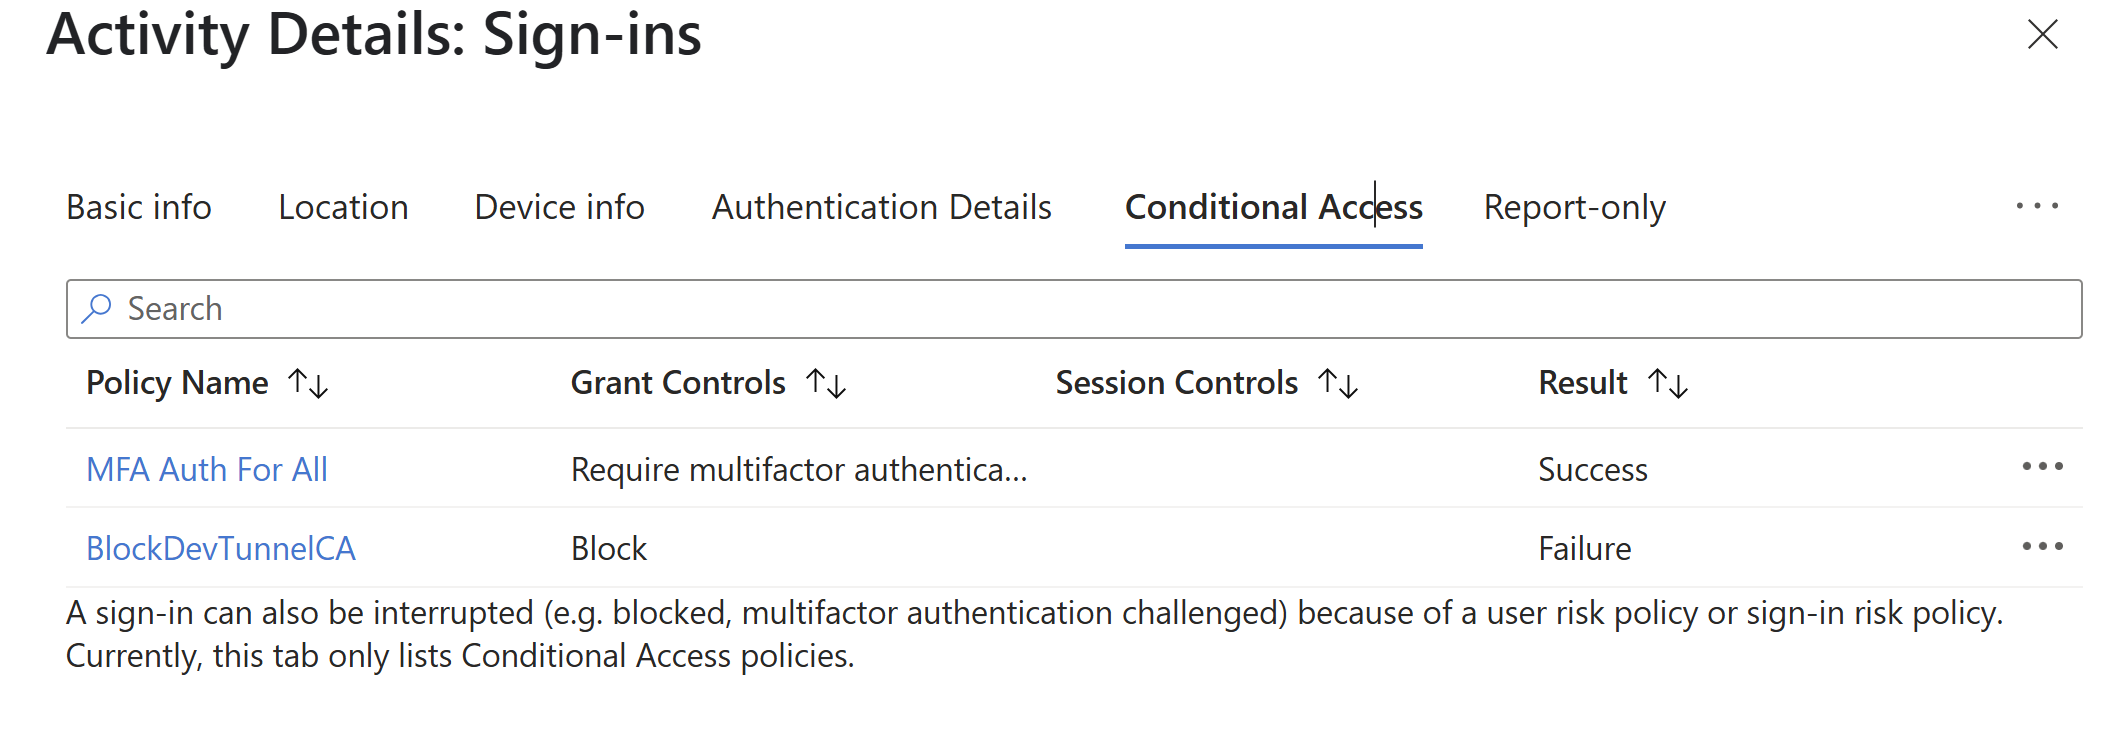 Activity Details: Sign-ins
Basic info Location Device info Authentication Details Conditional Access Report-only
Search
Policy Name Grant Controls Session Controls Result
MFA Auth For All Require multifactor authentica... Success
BlockDevTunnelCA Block Failure
A sign-in can also be interrupted (e.g. blocked, multifactor authentication challenged) because of a user risk policy or sign-in risk policy.
Currently, this tab only lists Conditional Access policies.